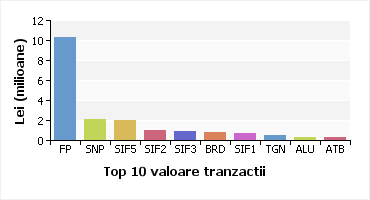 Lei (milioane)
12
10
8
6
4
2
0
FP SNP SIF5 SIF2 SIF3 BRD SIF1 TGN ALU ATB
Top 10 valoare tranzactii